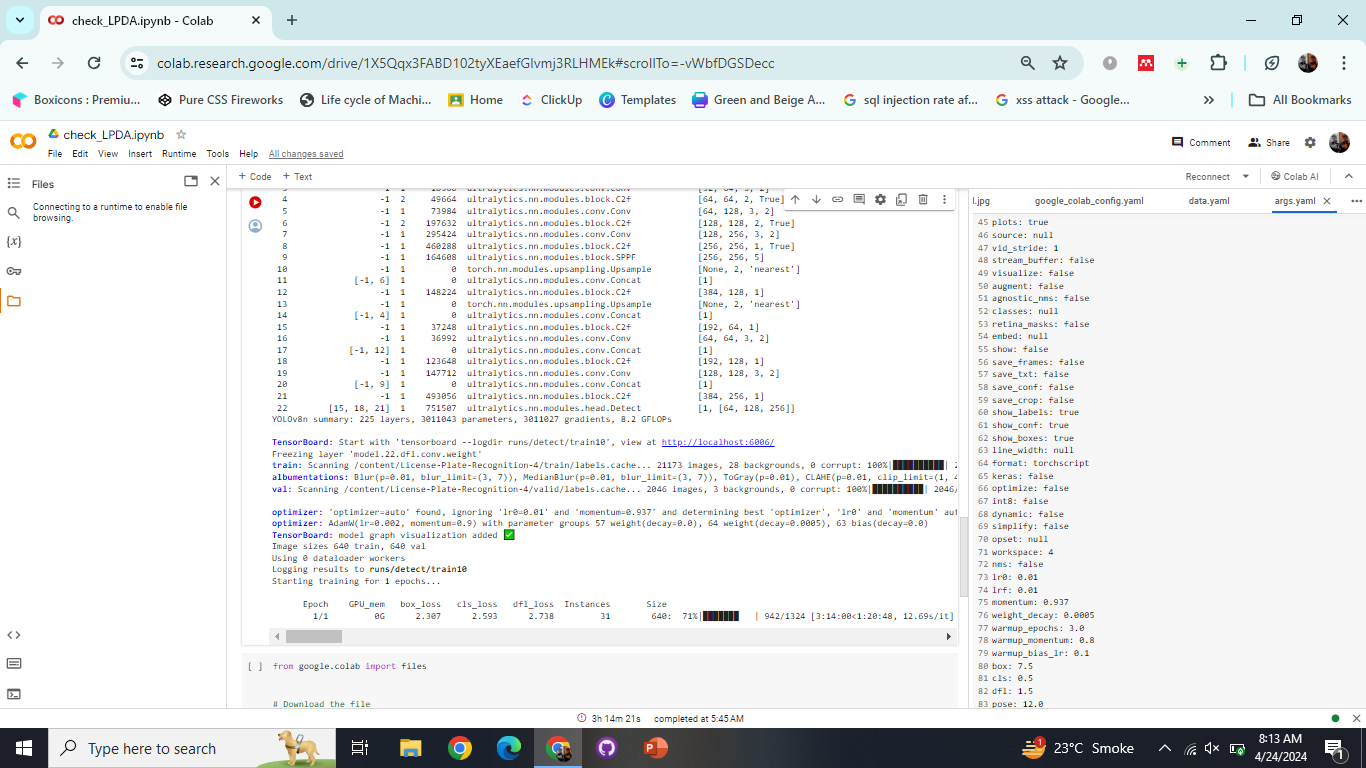 check_LPDA.ipynb - Colab
colab.research.google.com/drive/1X5Qqx3FABD102tyXEaefGlvmj3RLHMEk#scrollTo=-vWbfDGSDecc
Boxicons : Premiu... Pure CSS Fireworks Life cycle of Machi... Home ClickUp Templates Green and Beige A... sql injection rate af... xss attack - Google... All Bookmarks
check_LPDA.ipynb
Comment Share
File Edit View Insert Runtime Tools Help All changes saved
Files
+ Code + Text
Reconnect Colab AI
Connecting to a runtime to enable file
browsing.
4 -1 2 49664 ultralytics.nn.modules.block.C2f [64, 64, 2, True]
5 -1 1 73984 ultralytics.nn.modules.conv.Conv [64, 128, 3, 2]
6 -1 2 197632 ultralytics.nn.modules.block.C2f [128, 128, 2, True]
7 -1 1 295424 ultralytics.nn.modules.conv.Conv [128, 256, 3, 2]
8 -1 1 460288 ultralytics.nn.modules.block.C2f [256, 256, 1, True]
9 -1 1 164608 ultralytics.nn.modules.block.SPPF [256, 256, 5]
10 -1 1 0 torch.nn.modules.upsampling.Upsample [None, 2, 'nearest']
11 [-1, 6] 1 0 ultralytics.nn.modules.conv.Concat [1]
12 -1 1 148224 ultralytics.nn.modules.block.C2f [384, 128, 1]
13 -1 1 0 torch.nn.modules.upsampling.Upsample [None, 2, 'nearest']
14 [-1, 4] 1 0 ultralytics.nn.modules.conv.Concat [1]
15 -1 1 37248 ultralytics.nn.modules.block.C2f [192, 64, 1]
16 -1 1 36992 ultralytics.nn.modules.conv.Conv [64, 64, 3, 2]
17 [-1, 12] 1 0 ultralytics.nn.modules.conv.Concat [1]
18 -1 1 123648 ultralytics.nn.modules.block.C2f [192, 128, 1]
19 -1 1 147712 ultralytics.nn.modules.conv.Conv [128, 128, 3, 2]
20 [-1, 9] 1 0 ultralytics.nn.modules.conv.Concat [1]
21 -1 1 493056 ultralytics.nn.modules.block.C2f [384, 256, 1]
22 [15, 18, 21] 1 751507 ultralytics.nn.modules.head.Detect [1, [64, 128, 256]]
YOLOv8n summary: 225 layers, 3011043 parameters, 3011027 gradients, 8.2 GFLOPs
TensorBoard: Start with 'tensorboard --logdir runs/detect/train10', view at http://localhost:6006/
Freezing layer 'model.22.dfl.conv.weight'
train: Scanning /content/License-Plate-Recognition-4/train/labels.cache... 21173 images, 28 backgrounds, 0 corrupt: 100%|██████████| 2
albumentations: Blur(p=0.01, blur_limit=(3, 7)), MedianBlur(p=0.01, blur_limit=(3, 7)), ToGray(p=0.01), CLAHE(p=0.01, clip_limit=(1, 4
val: Scanning /content/License-Plate-Recognition-4/valid/labels.cache... 2046 images, 3 backgrounds, 0 corrupt: 100%|██████████| 2046/
optimizer: 'optimizer=auto' found, ignoring 'lr0=0.01' and 'momentum=0.937' and determining best 'optimizer', 'lr0' and 'momentum' aut
optimizer: AdamW(lr=0.002, momentum=0.9) with parameter groups 57 weight(decay=0.0), 64 weight(decay=0.0005), 63 bias(decay=0.0)
TensorBoard: model graph visualization added ✅
Image sizes 640 train, 640 val
Using 0 dataloader workers
Logging results to runs/detect/train10
Starting training for 1 epochs...
Epoch GPU_mem box_loss cls_loss dfl_loss Instances Size
1/1 0G 2.307 2.593 2.738 31 640: 71%|███████ | 942/1324 [3:14:00<1:20:48, 12.69s/it]
[ ] from google.colab import files
# Download the file
l.jpg google_colab_config.yaml data.yaml args.yaml
45 plots: true
46 source: null
47 vid_stride: 1
48 stream_buffer: false
49 visualize: false
50 augment: false
51 agnostic_nms: false
52 classes: null
53 retina_masks: false
54 embed: null
55 show: false
56 save_frames: false
57 save_txt: false
58 save_conf: false
59 save_crop: false
60 show_labels: true
61 show_conf: true
62 show_boxes: true
63 line_width: null
64 format: torchscript
65 keras: false
66 optimize: false
67 int8: false
68 dynamic: false
69 simplify: false
70 opset: null
71 workspace: 4
72 nms: false
73 lr0: 0.01
74 lrf: 0.01
75 momentum: 0.937
76 weight_decay: 0.0005
77 warmup_epochs: 3.0
78 warmup_momentum: 0.8
79 warmup_bias_lr: 0.1
80 box: 7.5
81 cls: 0.5
82 dfl: 1.5
83 pose: 12.0
3h 14m 21s completed at 5:45 AM
Type here to search
1
23°C Smoke
8:13 AM
4/24/2024
1